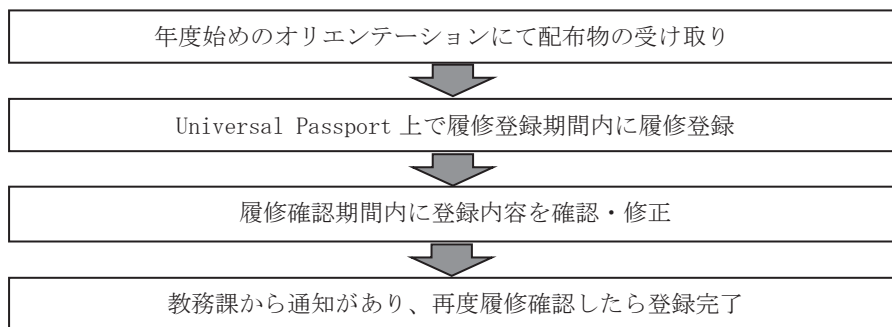 年度始めのオリエンテーションにて配布物の受け取り
Universal Passport 上で履修登録期間内に履修登録
履修確認期間内に登録内容を確認・修正
教務課から通知があり、再度履修確認したら登録完了